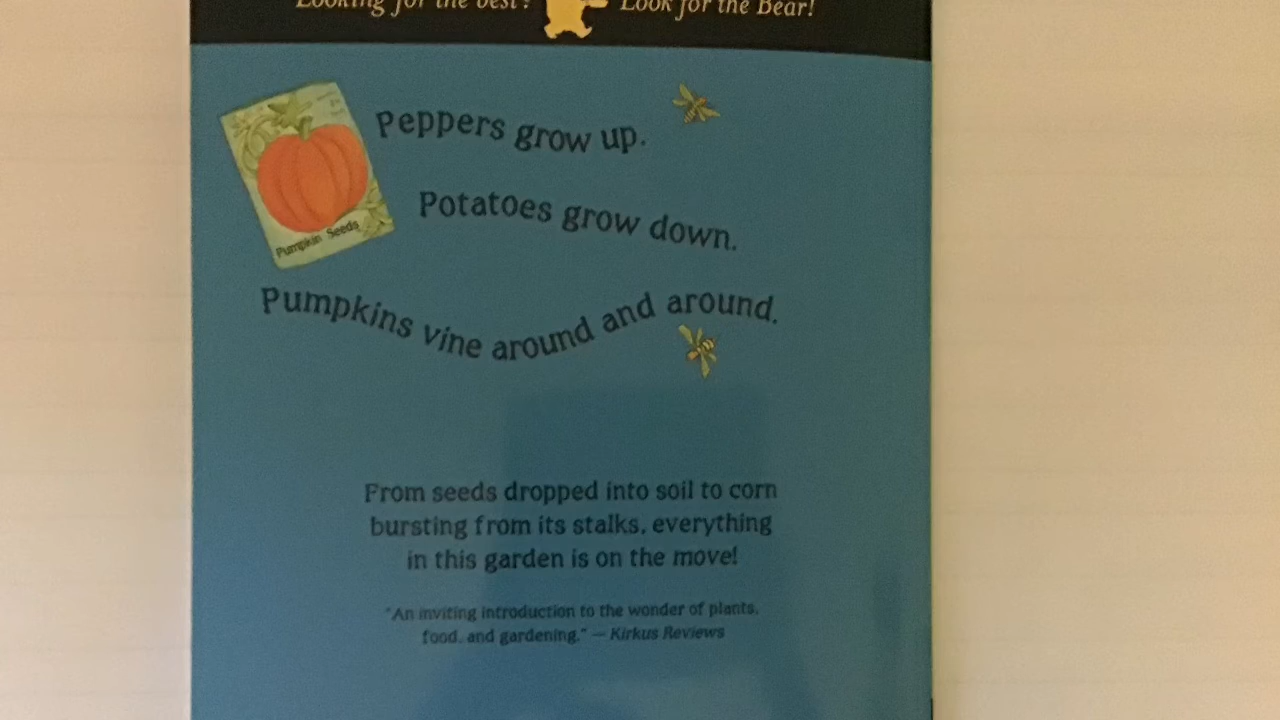 Looking for the best? Look for the Bear!
Peppers grow up.
Potatoes grow down.
Pumpkin Seeds
Pumpkins vine around and around.
From seeds dropped into soil to corn
bursting from its stalks, everything
in this garden is on the move!
"An inviting introduction to the wonder of plants,
food, and gardening." — Kirkus Reviews